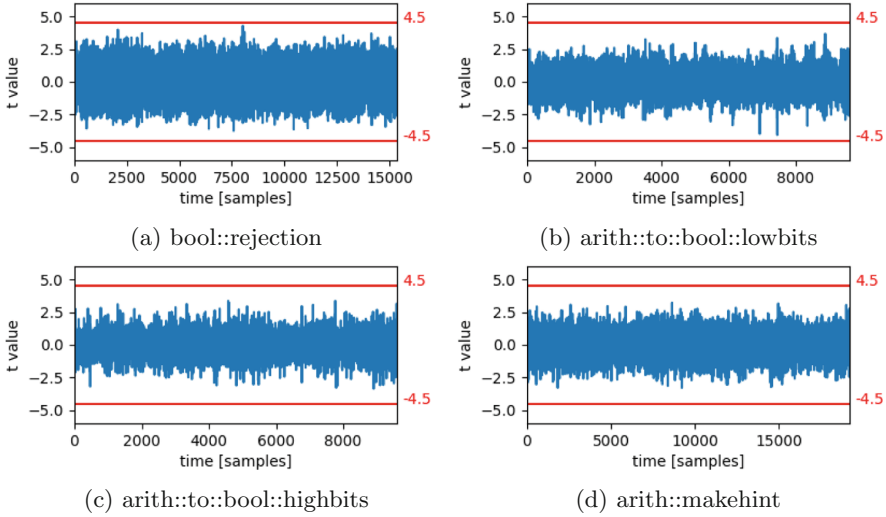 5.0
2.5
0.0
-2.5
-5.0
t value
4.5
-4.5
0 2500 5000 7500 10000 12500 15000
time [samples]
(a) bool::rejection
5.0
2.5
0.0
-2.5
-5.0
t value
4.5
-4.5
0 2000 4000 6000 8000
time [samples]
(b) arith::to::bool::lowbits
5.0
2.5
0.0
-2.5
-5.0
t value
4.5
-4.5
0 2000 4000 6000 8000
time [samples]
(c) arith::to::bool::highbits
5.0
2.5
0.0
-2.5
-5.0
t value
4.5
-4.5
0 5000 10000 15000
time [samples]
(d) arith::makehint